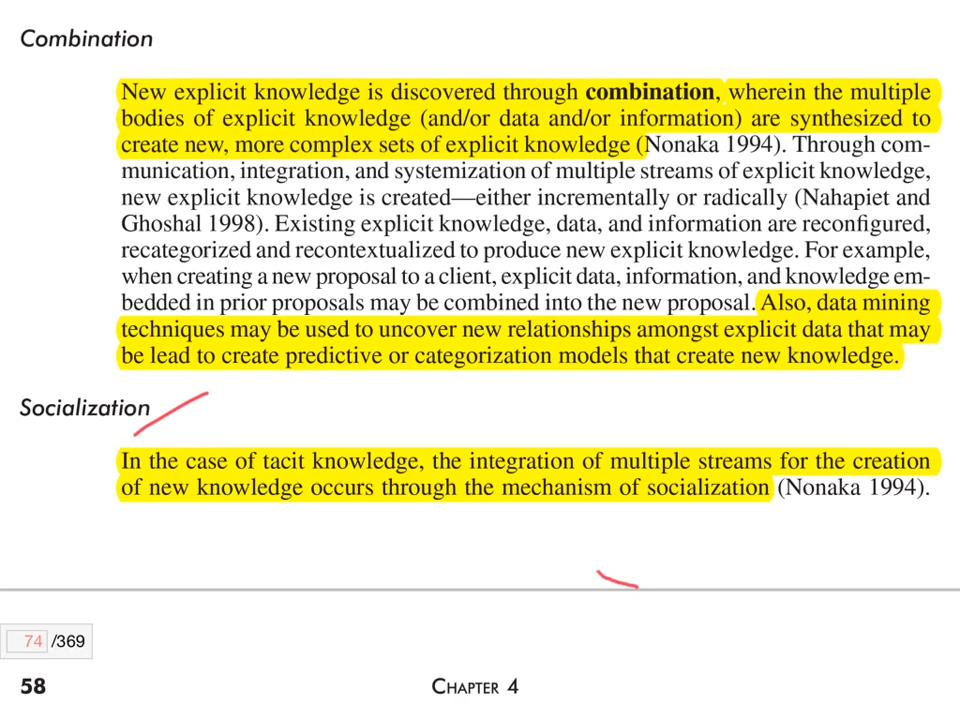 Combination
New explicit knowledge is discovered through combination, wherein the multiple
bodies of explicit knowledge (and/or data and/or information) are synthesized to
create new, more complex sets of explicit knowledge (Nonaka 1994). Through com-
munication, integration, and systemization of multiple streams of explicit knowledge,
new explicit knowledge is created—either incrementally or radically (Nahapiet and
Ghoshal 1998). Existing explicit knowledge, data, and information are reconfigured,
recategorized and recontextualized to produce new explicit knowledge. For example,
when creating a new proposal to a client, explicit data, information, and knowledge em-
bedded in prior proposals may be combined into the new proposal. Also, data mining
techniques may be used to uncover new relationships amongst explicit data that may
be lead to create predictive or categorization models that create new knowledge.
Socialization
In the case of tacit knowledge, the integration of multiple streams for the creation
of new knowledge occurs through the mechanism of socialization (Nonaka 1994).
74 /369
58 CHAPTER 4